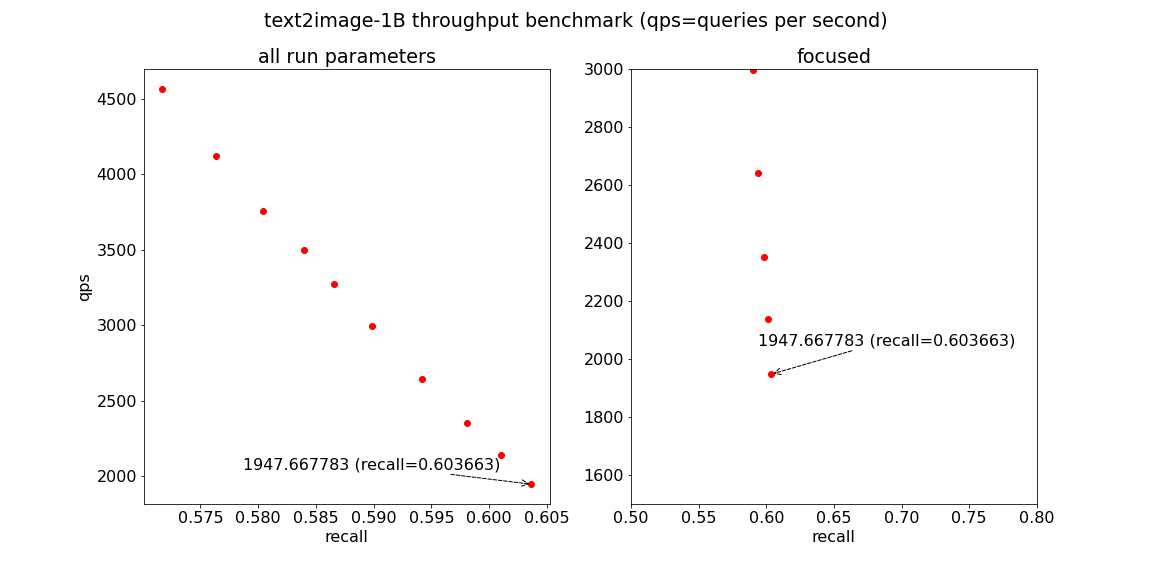 text2image-1B throughput benchmark (qps=queries per second)
all run parameters
4500
4000
3500
3000
2500
2000
qps
1947.667783 (recall=0.603663)
0.575 0.580 0.585 0.590 0.595 0.600 0.605
recall
focused
3000
2800
2600
2400
2200
2000
1800
1600
1947.667783 (recall=0.603663)
0.50 0.55 0.60 0.65 0.70 0.75 0.80
recall